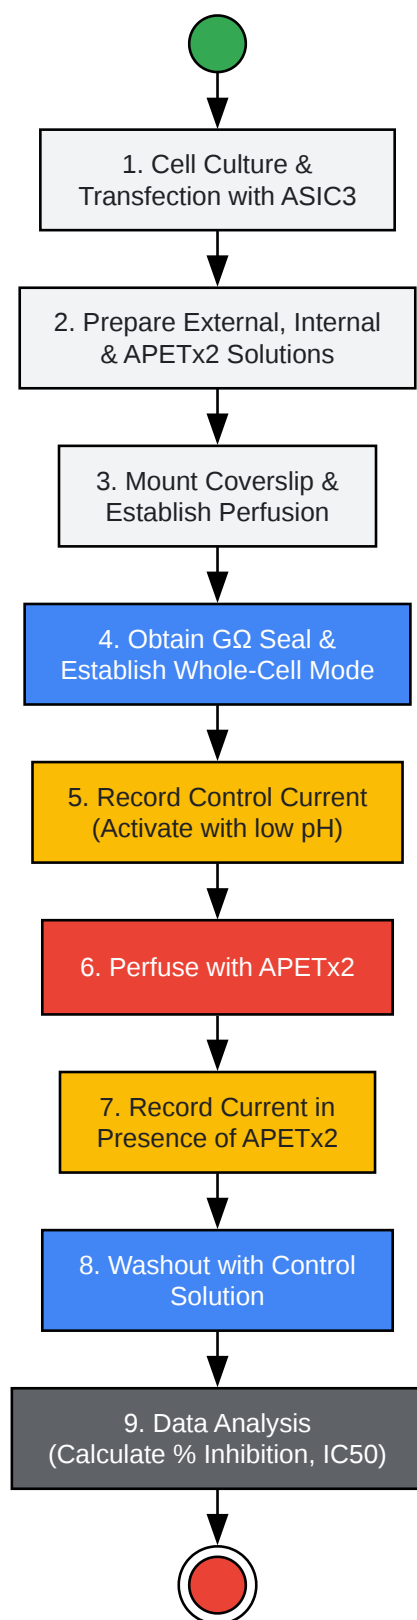 1. Cell Culture &
Transfection with ASIC3
2. Prepare External, Internal
& APETx2 Solutions
3. Mount Coverslip &
Establish Perfusion
4. Obtain GΩ Seal &
Establish Whole-Cell Mode
5. Record Control Current
(Activate with low pH)
6. Perfuse with APETx2
7. Record Current in
Presence of APETx2
8. Washout with Control
Solution
9. Data Analysis
(Calculate % Inhibition, IC50)